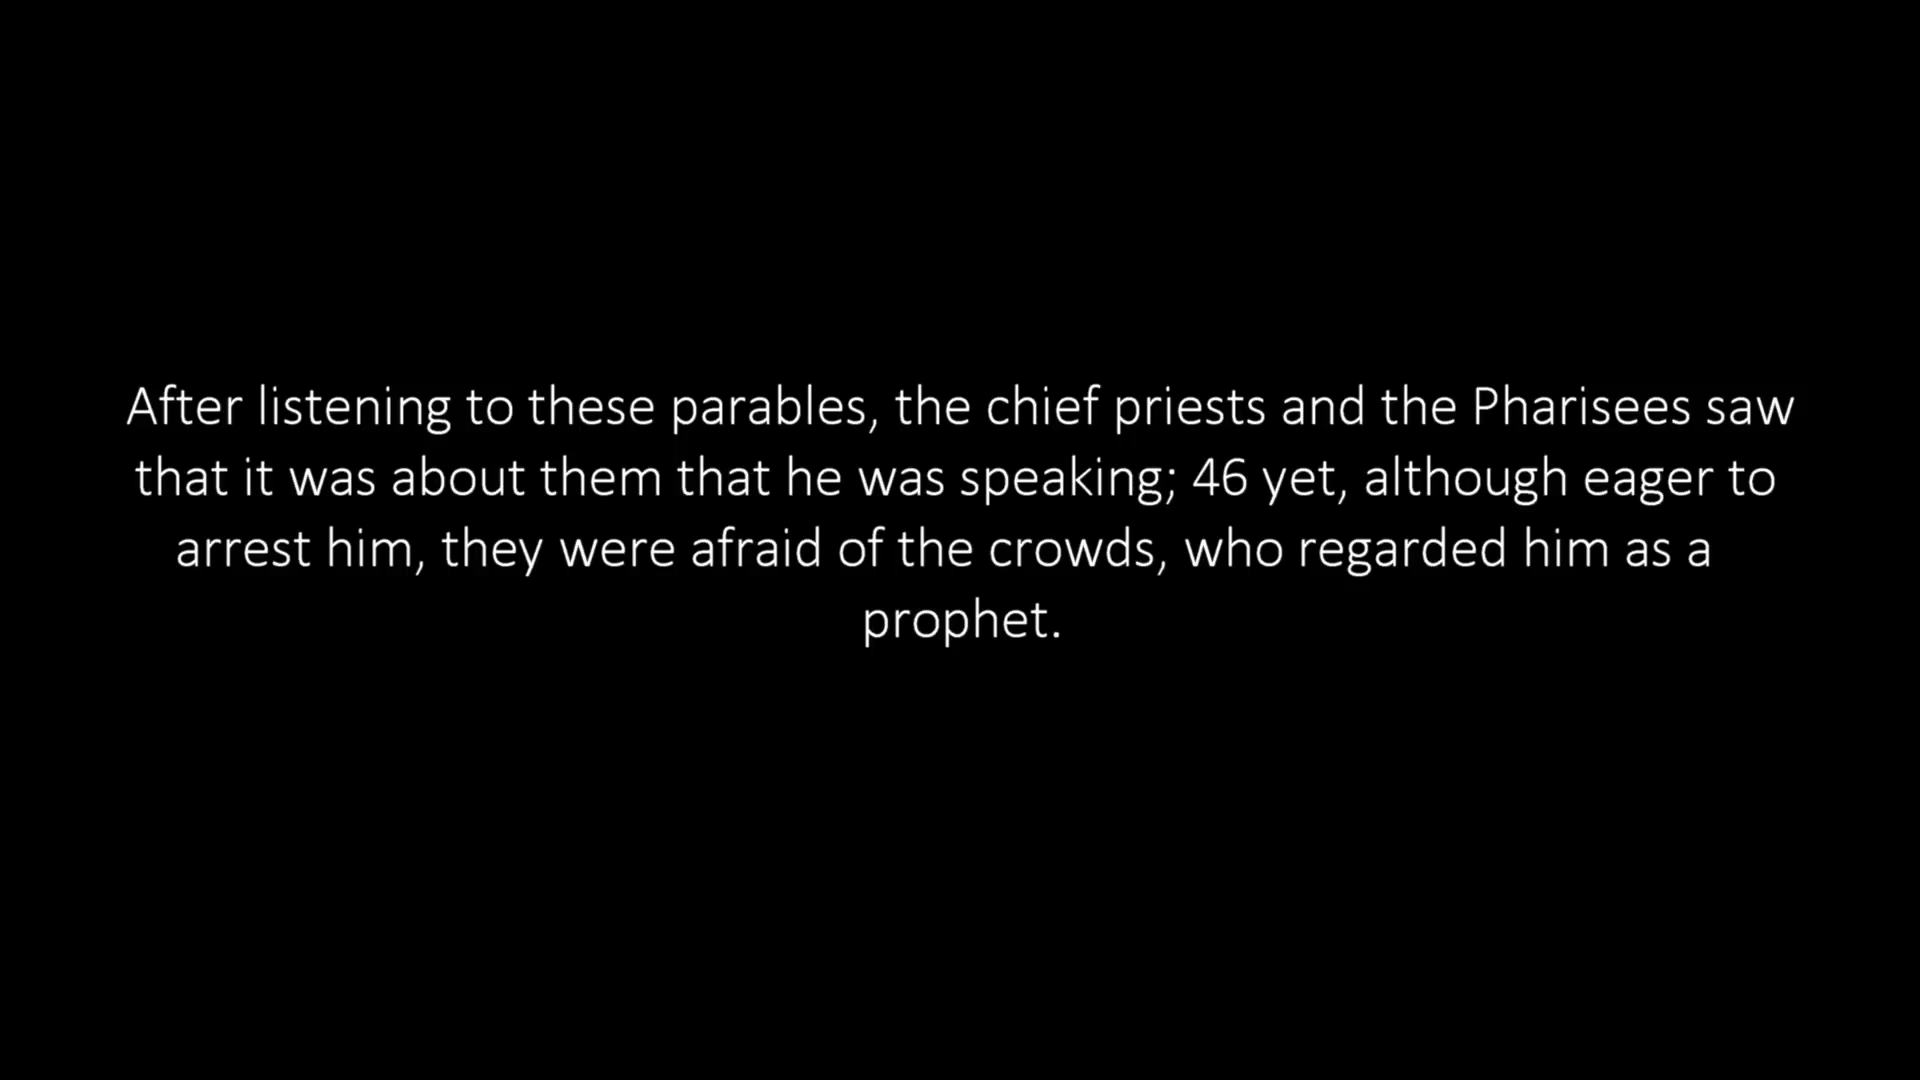 After listening to these parables, the chief priests and the Pharisees saw
that it was about them that he was speaking; 46 yet, although eager to
arrest him, they were afraid of the crowds, who regarded him as a
prophet.